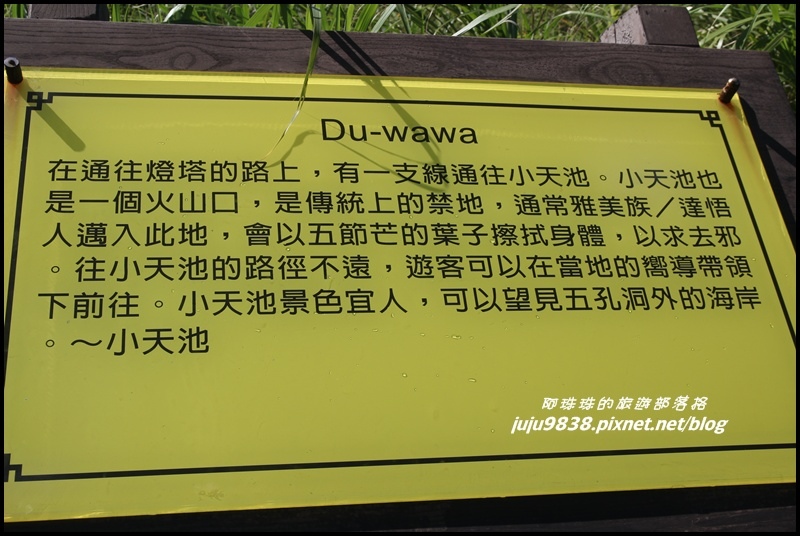 Du-wawa
在通往燈塔的路上，有一支線通往小天池。小天池也
是一個火山口，是傳統上的禁地，通常雅美族／達悟
人邁入此地，會以五節芒的葉子擦拭身體，以求去邪
。往小天池的路徑不遠，遊客可以在當地的嚮導帶領
下前往。小天池景色宜人，可以望見五孔洞外的海岸
。～小天池
阿珠珠的旅遊部落格
juju9838.pixnet.net/blog